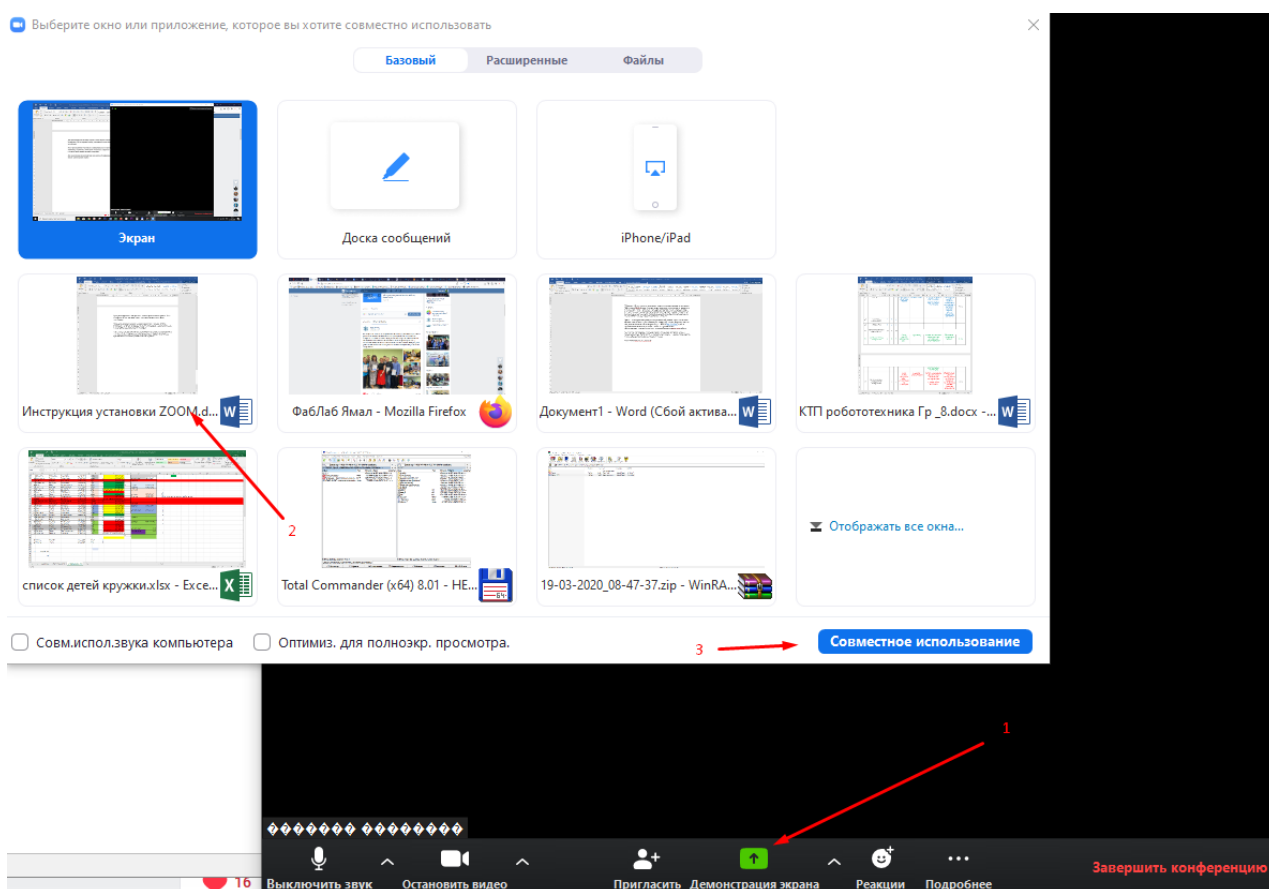 Выберите окно или приложение, которое вы хотите совместно использовать
Базовый Расширенные Файлы
Экран
Доска сообщений
iPhone/iPad
Инструкция установки ZOOM.d...
ФабЛаб Ямал - Mozilla Firefox
Документ1 - Word (Сбой актива...
КТП робототехника Гр _8.docx -...
2
список детей кружки.xlsx - Exce...
Total Commander (x64) 8.01 - HE...
64
19-03-2020_08-47-37.zip - WinRA...
Отображать все окна...
Совм.испол.звука компьютера
Оптимиз. для полноэкр. просмотра.
3
Совместное использование
1
������� ���������
16
Выключить звук
Остановить видео
Пригласить
Демонстрация экрана
Реакции
Подробнее
Завершить конференцию